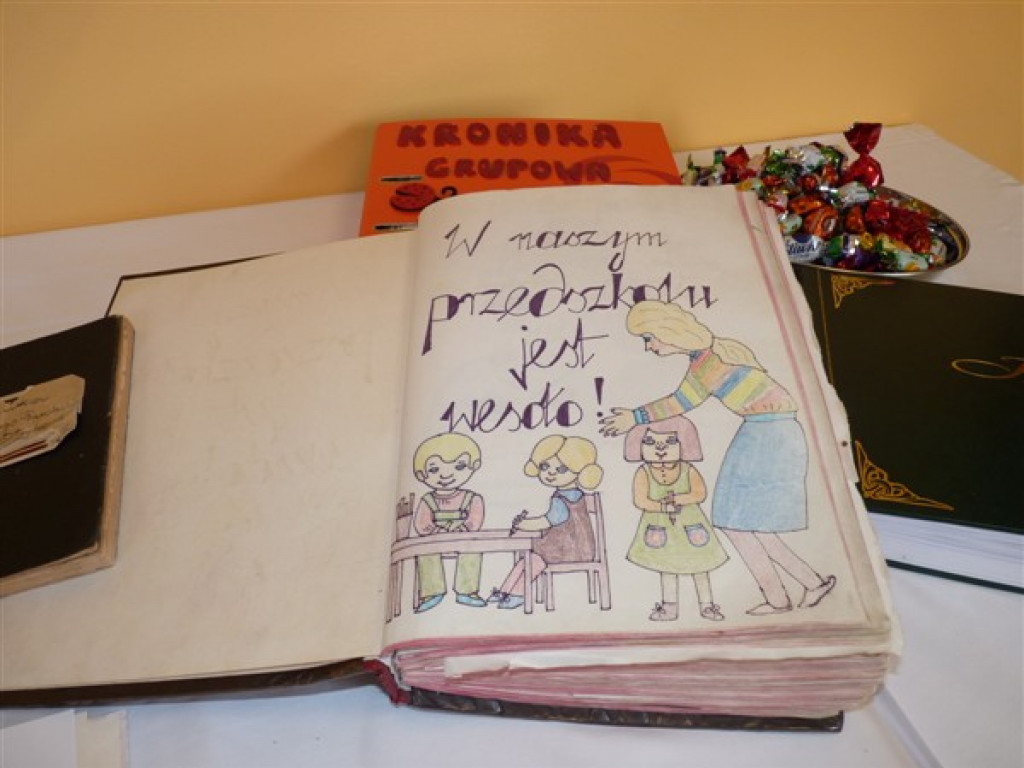 KRONIKA
GRUPOWA
W naszym
przedszkolu
jest
wesoło!